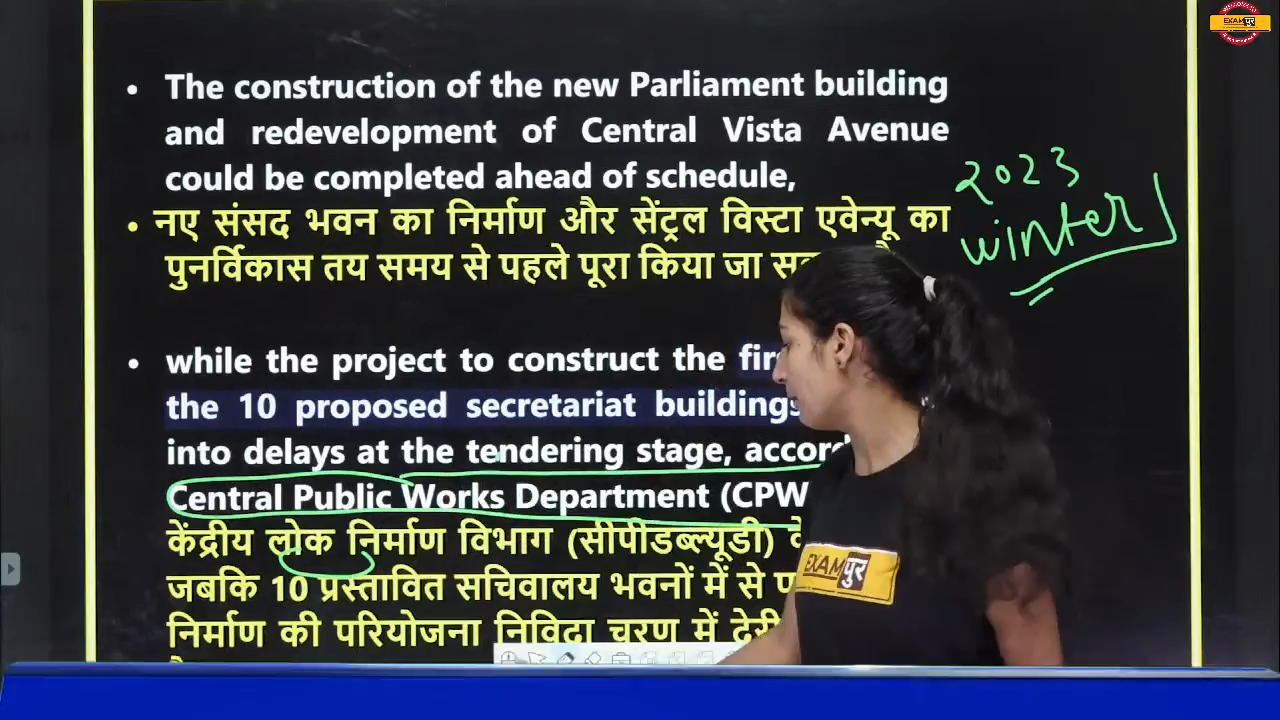 The construction of the new Parliament building
and redevelopment of Central Vista Avenue
could be completed ahead of schedule,
नए संसद भवन का निर्माण और सेंट्रल विस्टा एवेन्यू का
पुनर्विकास तय समय से पहले पूरा किया जा
2023
winter
while the project to construct the
the 10 proposed secretariat buildings
into delays at the tendering stage,
Central Public Works Department
केंद्रीय लोक निर्माण विभाग (सीपीडब्ल्यूडी)
जबकि 10 प्रस्तावित सचिवालय भवनों में से
निर्माण की परियोजना निविदा चरण में देरी
EXAMपुर
EXAMपुर